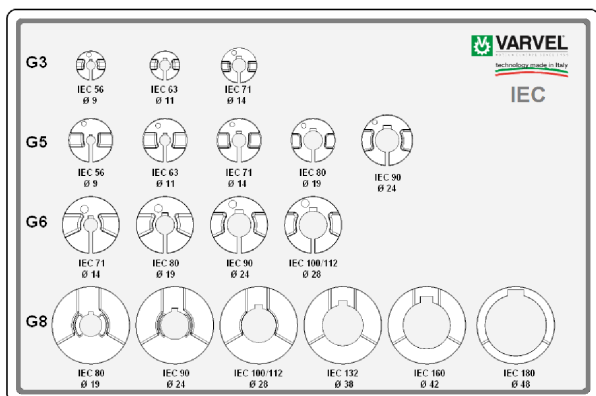 VARVEL
technology made in Italy
IEC
G3
IEC 56
Ø 9
IEC 63
Ø 11
IEC 71
Ø 14
G5
IEC 56
Ø 9
IEC 63
Ø 11
IEC 71
Ø 14
IEC 80
Ø 19
IEC 90
Ø 24
G6
IEC 71
Ø 14
IEC 80
Ø 19
IEC 90
Ø 24
IEC 100/112
Ø 28
G8
IEC 80
Ø 19
IEC 90
Ø 24
IEC 100/112
Ø 28
IEC 132
Ø 38
IEC 160
Ø 42
IEC 180
Ø 48